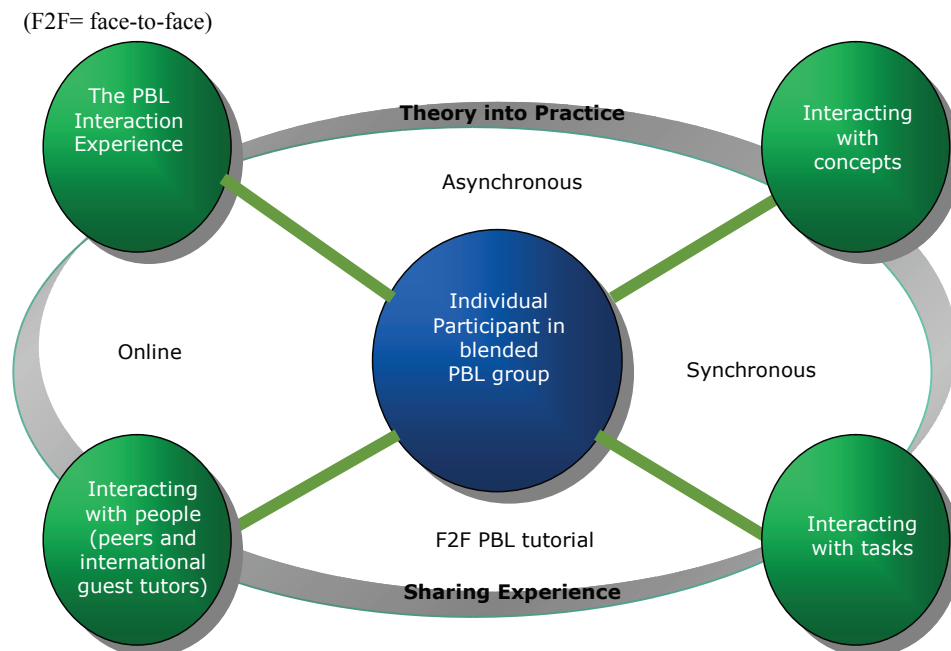 (F2F= face-to-face)
The PBL
Interaction
Experience
Theory into Practice
Interacting
with
concepts
Asynchronous
Individual
Participant in
blended
PBL group
Online
Synchronous
Interacting
with people
(peers and
international
guest tutors)
F2F PBL tutorial
Sharing Experience
Interacting
with tasks